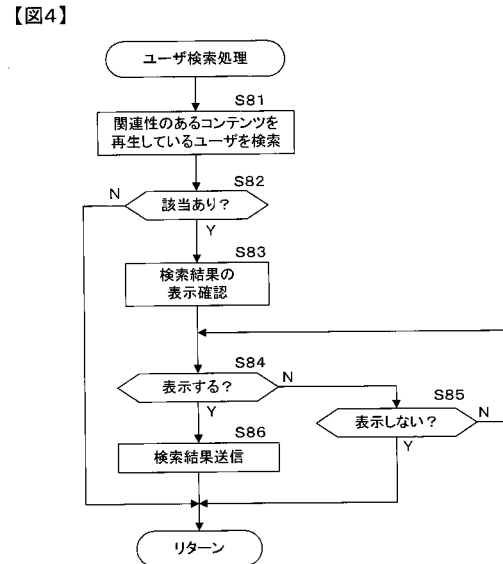 【図4】
ユーザ検索処理
S81
関連性のあるコンテンツを
再生しているユーザを検索
S82
N
該当あり？
Y
S83
検索結果の
表示確認
S84
表示する？
N
Y
S85
表示しない？
N
Y
S86
検索結果送信
リターン